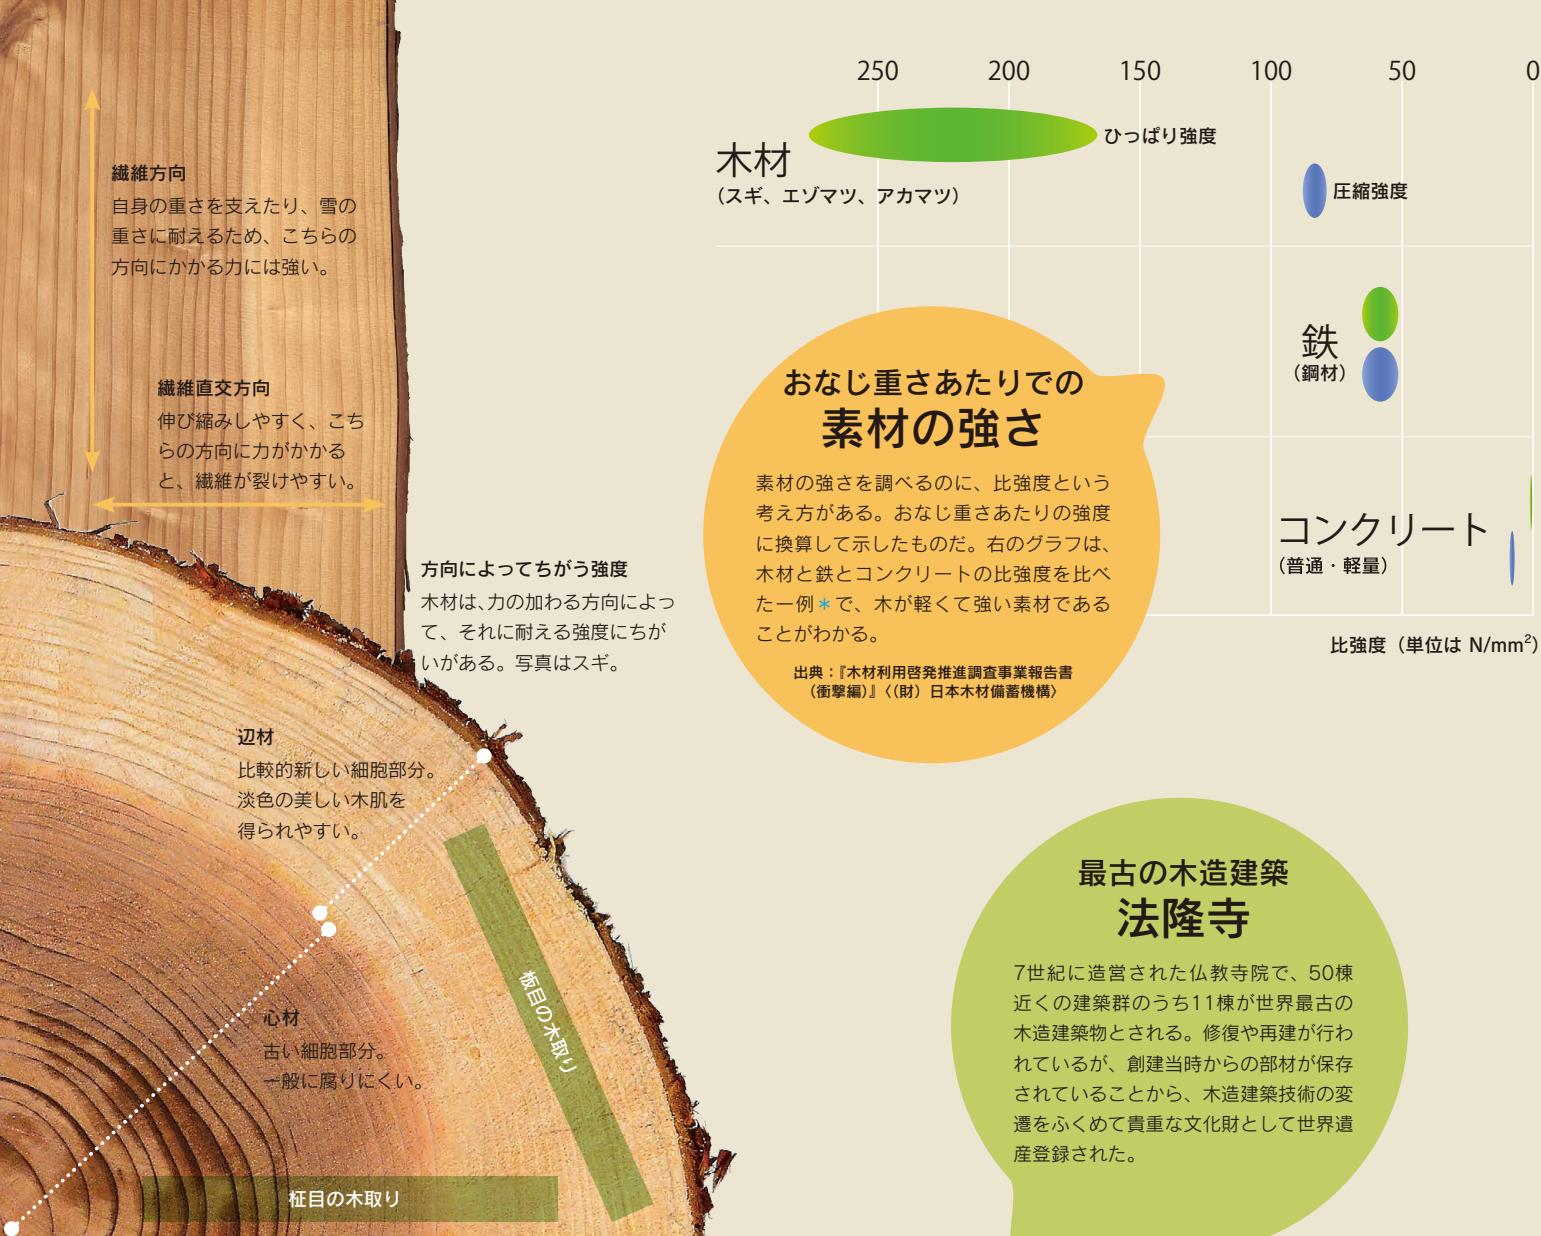 繊維方向
自身の重さを支えたり、雪の
重さに耐えるため、こちらの
方向にかかる力には強い。
繊維直交方向
伸び縮みしやすく、こち
らの方向に力がかかる
と、繊維が裂けやすい。
方向によってちがう強度
木材は、力の加わる方向によっ
て、それに耐える強度にちが
いがある。写真はスギ。
辺材
比較的新しい細胞部分。
淡色の美しい木肌を
得られやすい。
心材
古い細胞部分。
一般に腐りにくい。
板目の木取り
柾目の木取り
250 200 150 100 50 0
木材
(スギ、エゾマツ、アカマツ)
ひっぱり強度
圧縮強度
鉄
(鋼材)
コンクリート
(普通・軽量)
比強度(単位は N/mm²)
おなじ重さあたりでの
素材の強さ
素材の強さを調べるのに、比強度という
考え方がある。おなじ重さあたりの強度
に換算して示したものだ。右のグラフは、
木材と鉄とコンクリートの比強度を比べ
た一例＊で、木が軽くて強い素材である
ことがわかる。
出典:『木材利用啓発推進調査事業報告書
(衝撃編)』〈(財)日本木材備蓄機構〉
最古の木造建築
法隆寺
7世紀に造営された仏教寺院で、50棟
近くの建築群のうち11棟が世界最古の
木造建築物とされる。修復や再建が行わ
れているが、創建当時からの部材が保存
されていることから、木造建築技術の変
遷をふくめて貴重な文化財として世界遺
産登録された。